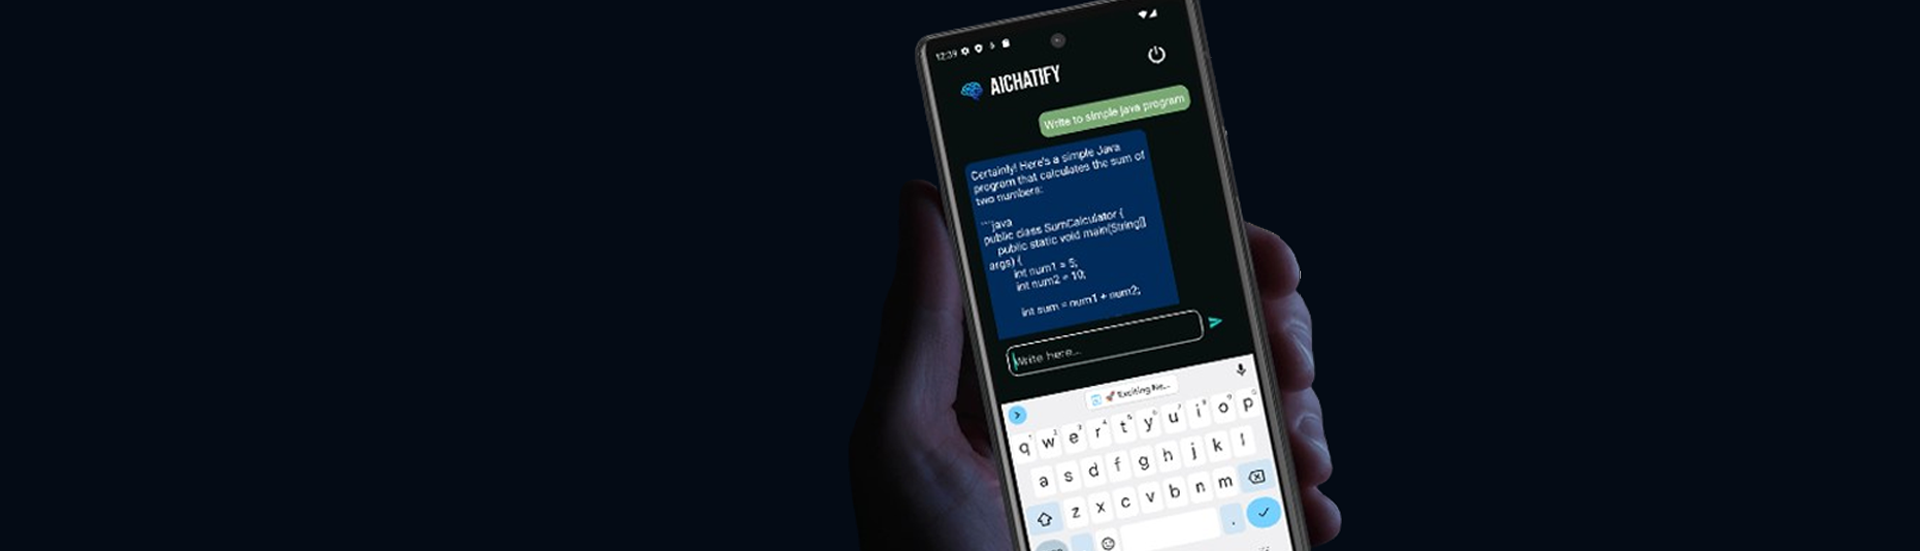 12:39
AICHATIFY
Write to simple java program
Certainly! Here's a simple Java
program that calculates the sum of
two numbers:
```java
public class SumCalculator {
public static void main(String[]
args) {
int num1 = 5;
int num2 = 10;
int sum = num1 + num2;
Write here...
Exciting Ne...
q w e r t y u i o p
a s d f g h j k l
z x c v b n m
.